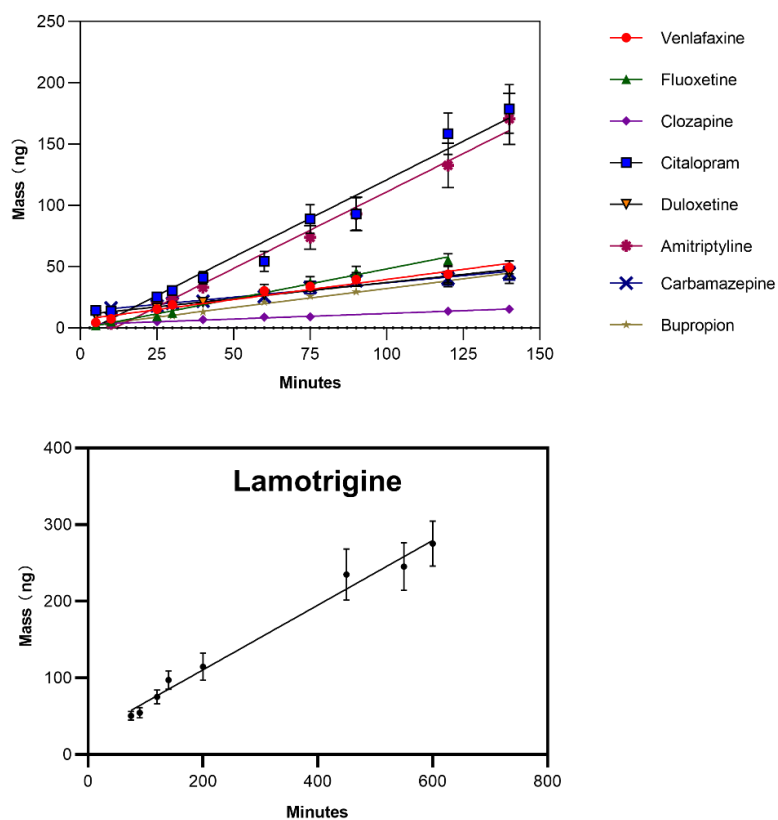 250
200
150
100
50
0
Mass (ng)
0
25
50
75
100
125
150
Minutes
Venlafaxine
Fluoxetine
Clozapine
Citalopram
Duloxetine
Amitriptyline
Carbamazepine
Bupropion
Lamotrigine
400
300
200
100
0
Mass (ng)
0
200
400
600
800
Minutes